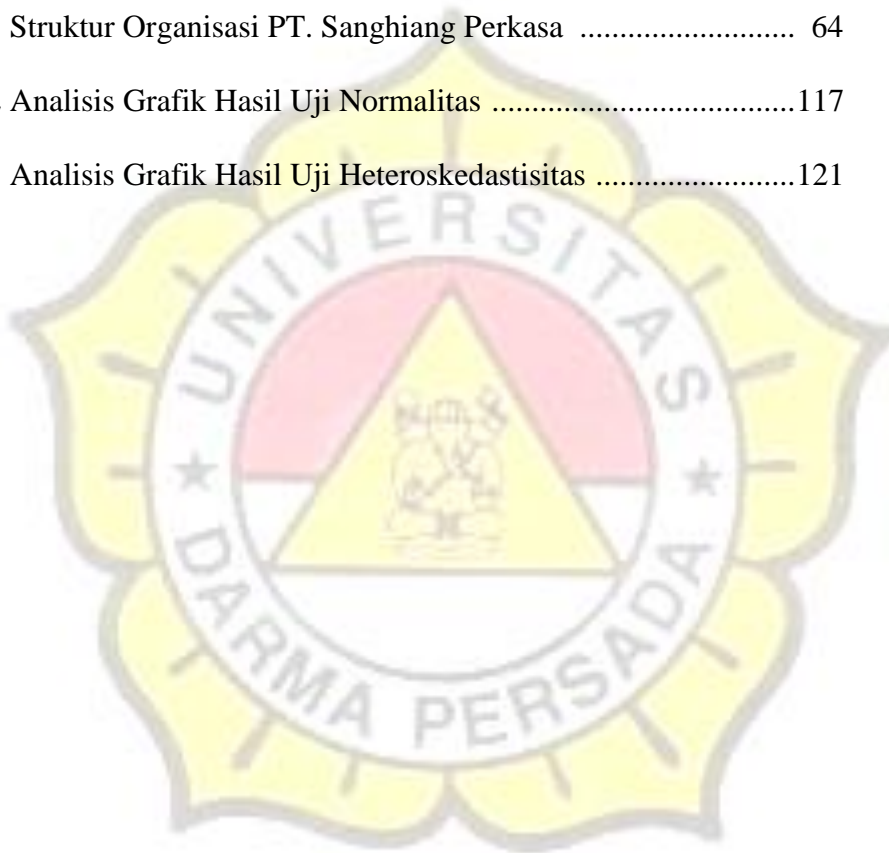 Struktur Organisasi PT. Sanghiang Perkasa .......................... 64
Analisis Grafik Hasil Uji Normalitas .................................117
Analisis Grafik Hasil Uji Heteroskedastisitas ........................121
UNIVERSITAS
★ DARMA PERSADA ★